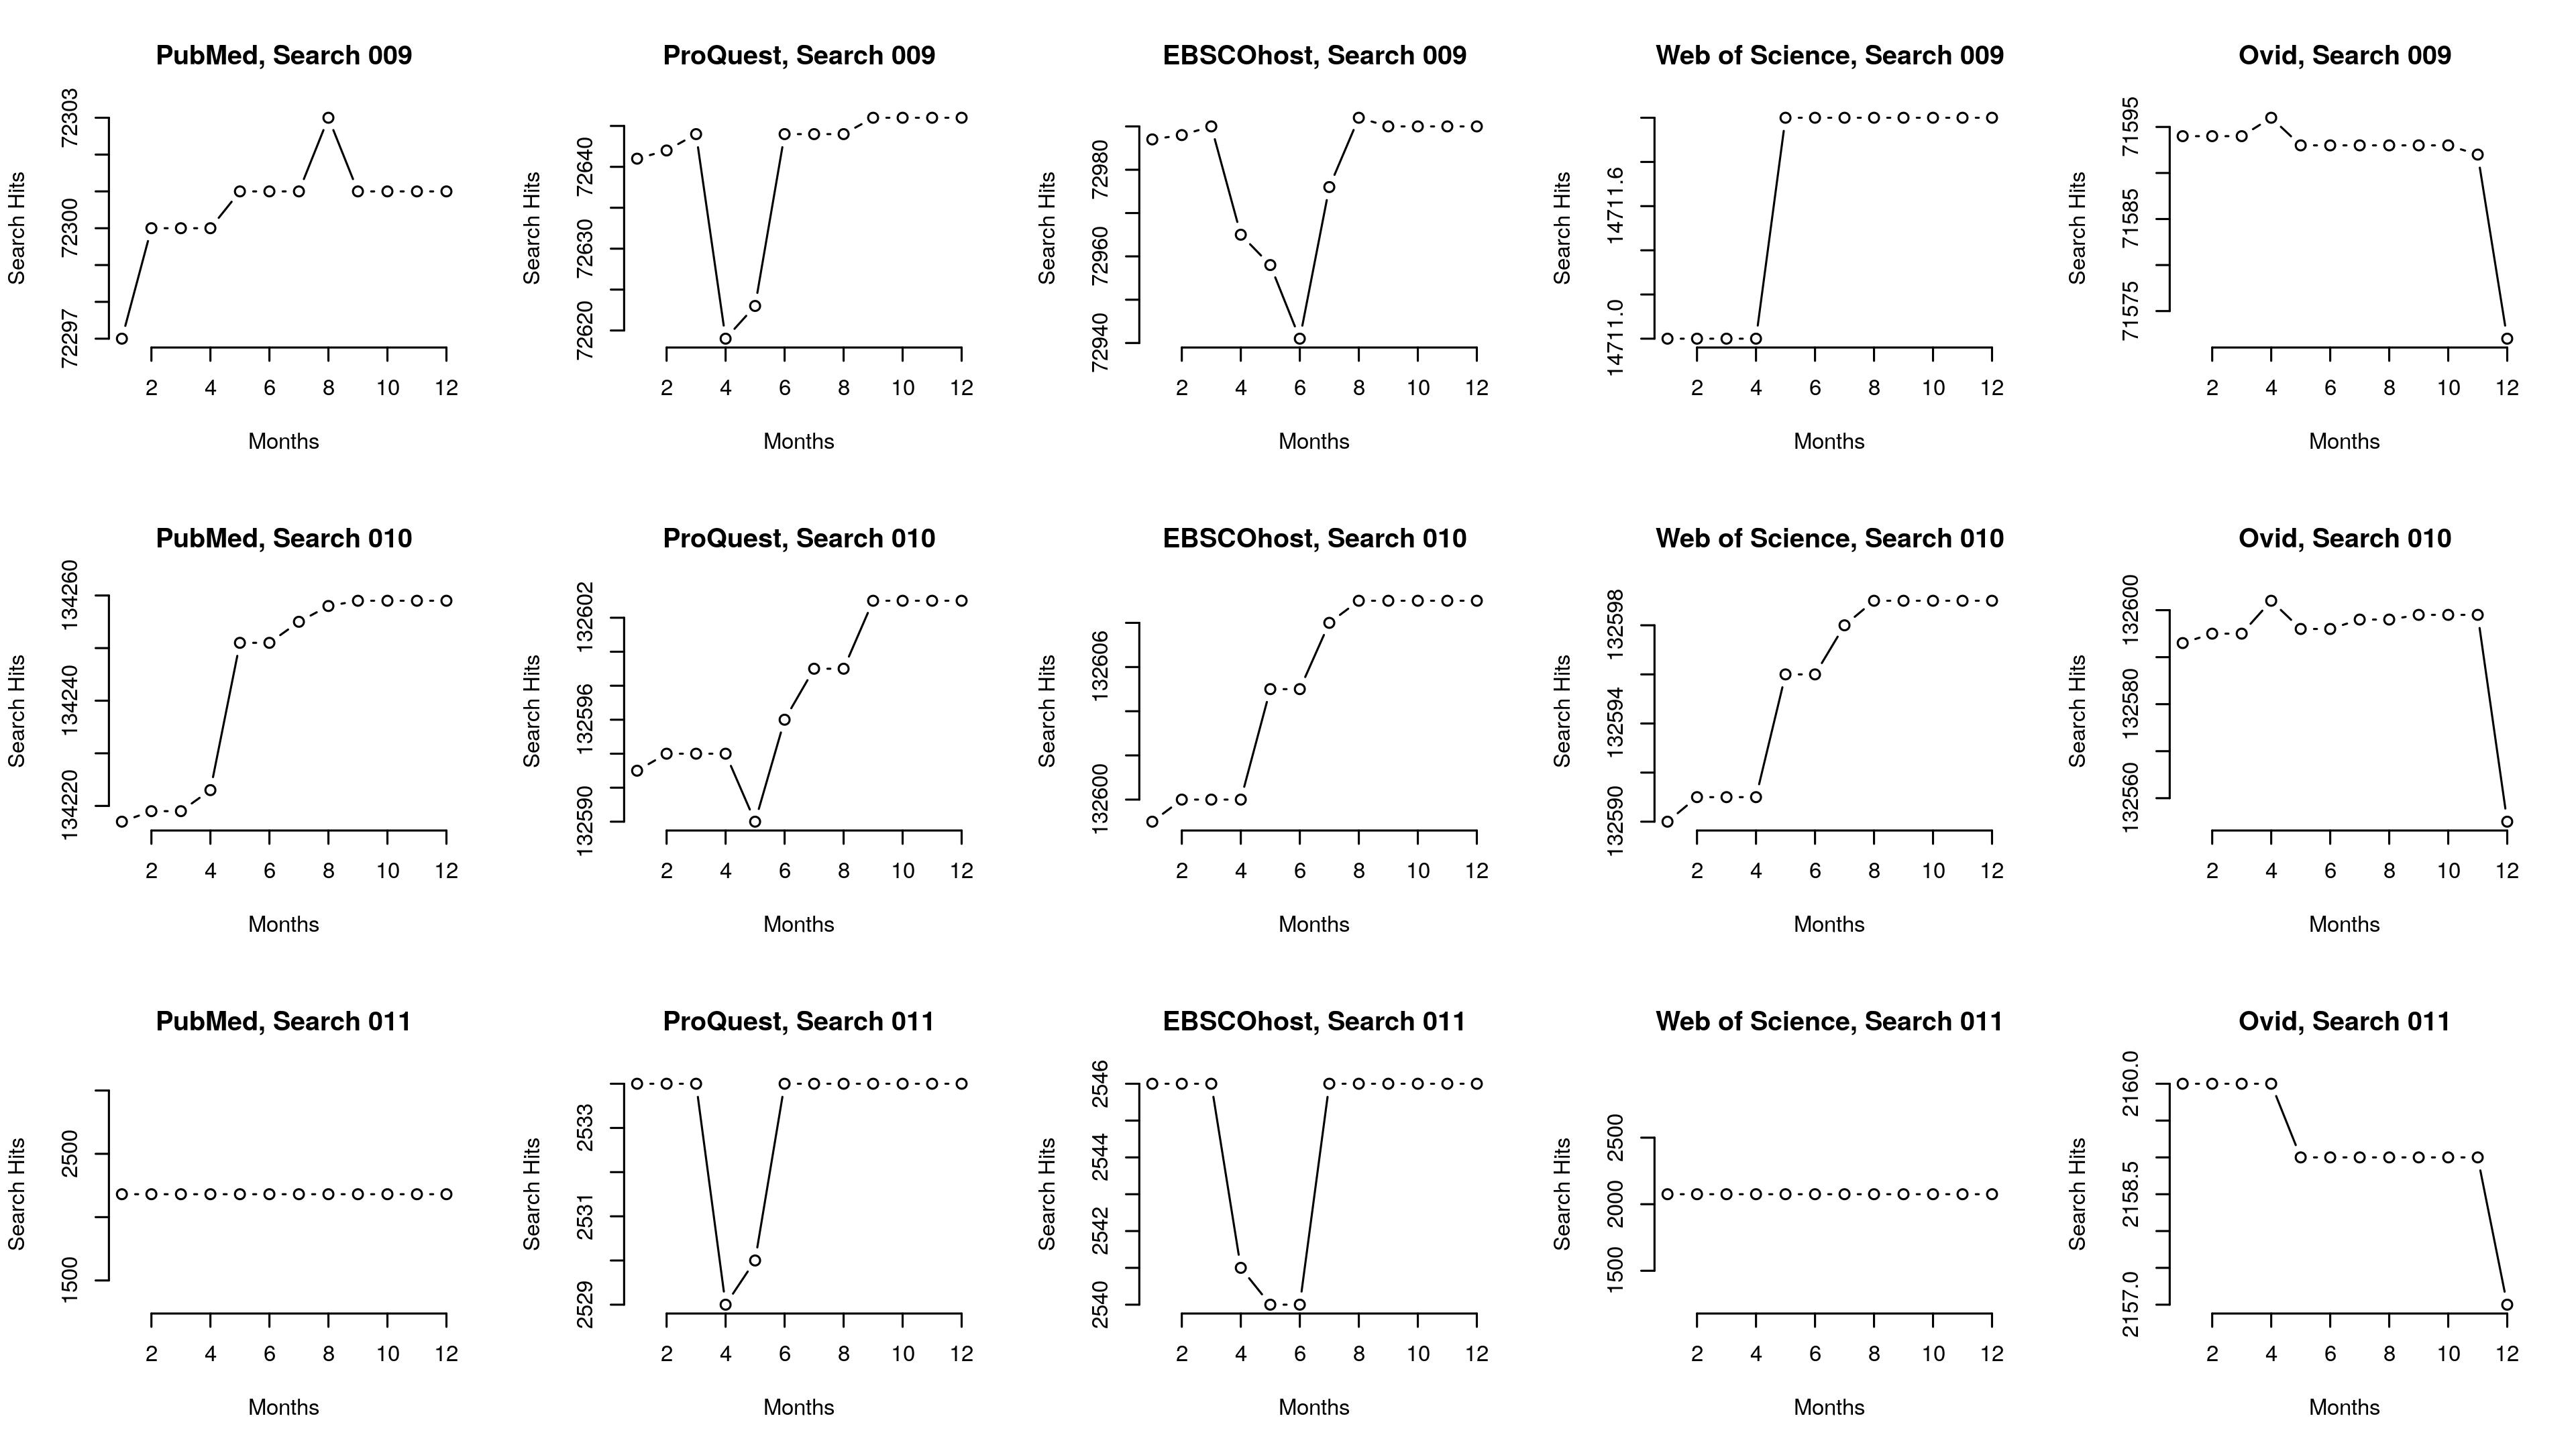 PubMed, Search 009
Search Hits
72297 72300 72303
2 4 6 8 10 12
Months
ProQuest, Search 009
Search Hits
72620 72630 72640
2 4 6 8 10 12
Months
EBSCOhost, Search 009
Search Hits
72940 72960 72980
2 4 6 8 10 12
Months
Web of Science, Search 009
Search Hits
14711.0 14711.6
2 4 6 8 10 12
Months
Ovid, Search 009
Search Hits
71575 71585 71595
2 4 6 8 10 12
Months
PubMed, Search 010
Search Hits
134220 134240 134260
2 4 6 8 10 12
Months
ProQuest, Search 010
Search Hits
132590 132596 132602
2 4 6 8 10 12
Months
EBSCOhost, Search 010
Search Hits
132600 132606
2 4 6 8 10 12
Months
Web of Science, Search 010
Search Hits
132590 132594 132598
2 4 6 8 10 12
Months
Ovid, Search 010
Search Hits
132560 132580 132600
2 4 6 8 10 12
Months
PubMed, Search 011
Search Hits
1500 2500
2 4 6 8 10 12
Months
ProQuest, Search 011
Search Hits
2529 2531 2533
2 4 6 8 10 12
Months
EBSCOhost, Search 011
Search Hits
2540 2542 2544 2546
2 4 6 8 10 12
Months
Web of Science, Search 011
Search Hits
1500 2000 2500
2 4 6 8 10 12
Months
Ovid, Search 011
Search Hits
2157.0 2158.5 2160.0
2 4 6 8 10 12
Months